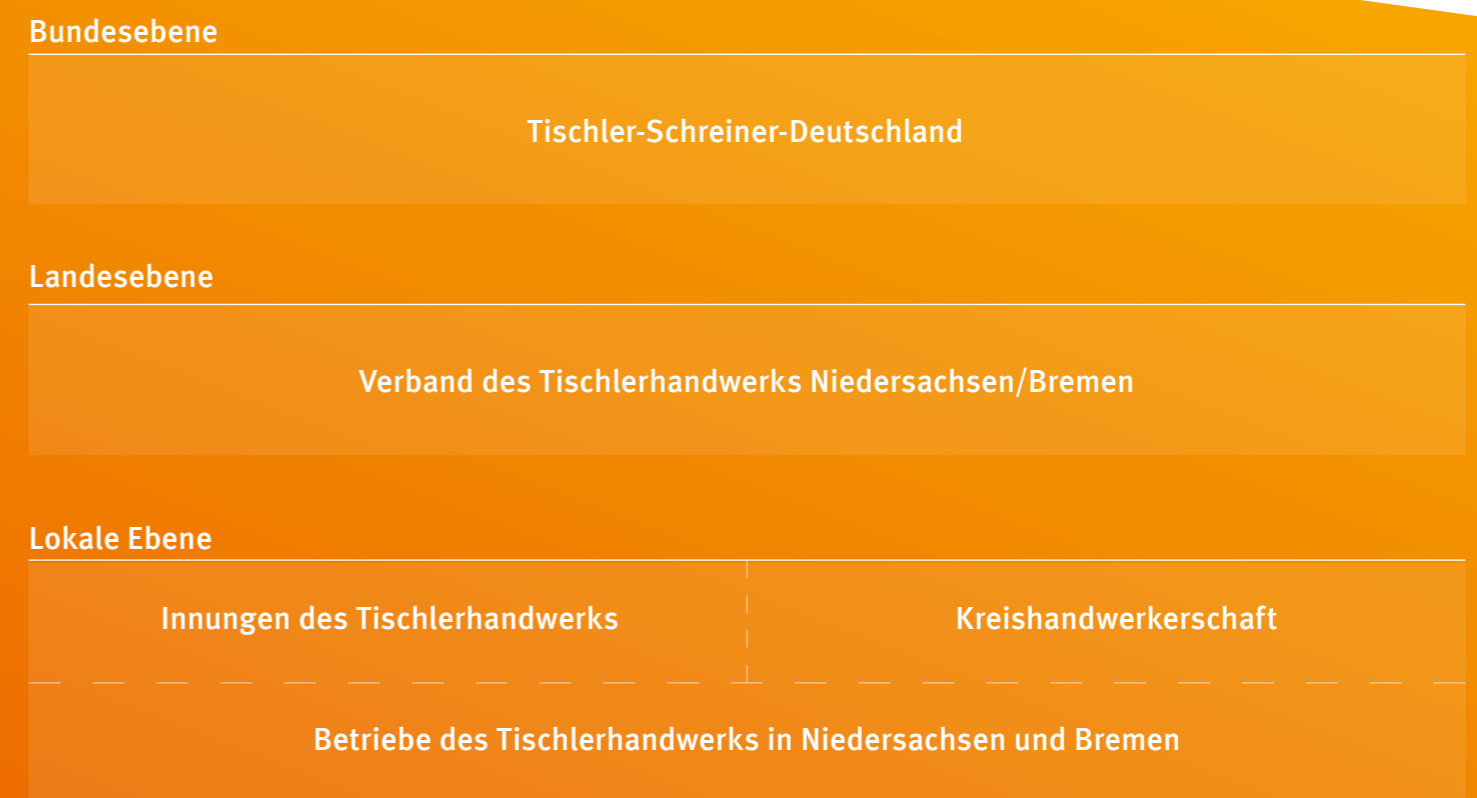 Bundesebene
Tischler-Schreiner-Deutschland
Landesebene
Verband des Tischlerhandwerks Niedersachsen/Bremen
Lokale Ebene
Innungen des Tischlerhandwerks
Kreishandwerkerschaft
Betriebe des Tischlerhandwerks in Niedersachsen und Bremen